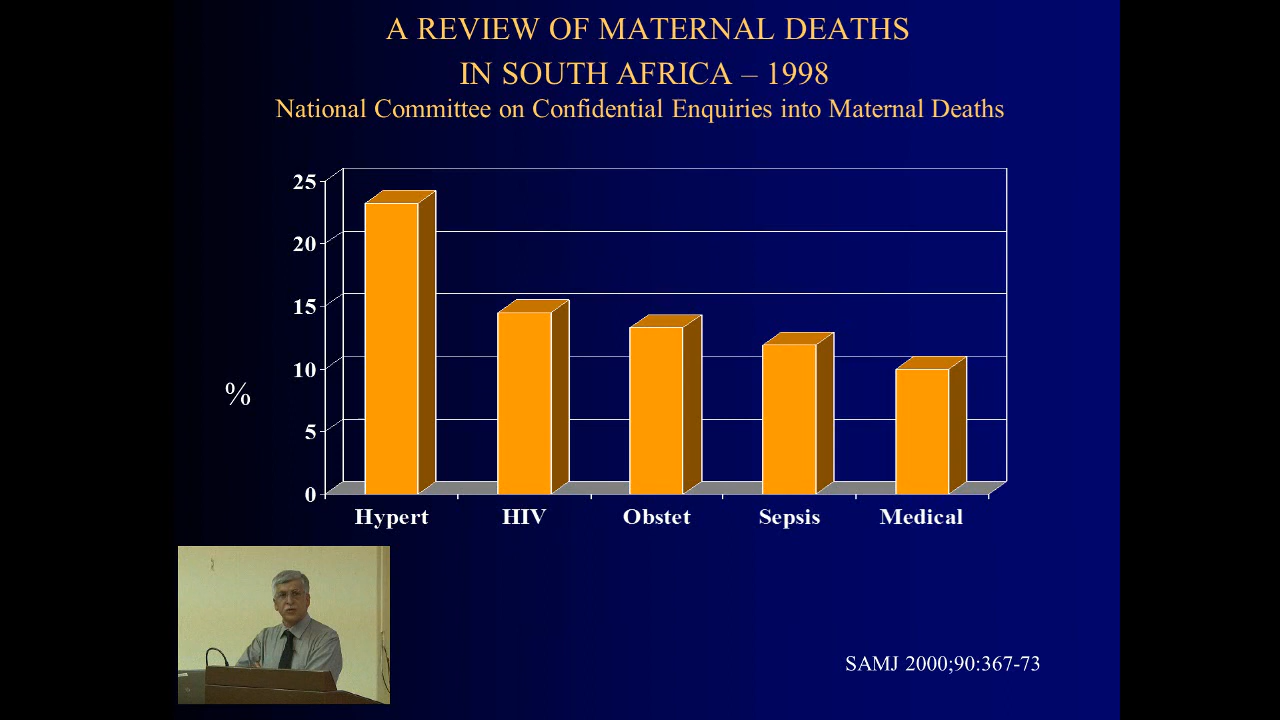 A REVIEW OF MATERNAL DEATHS
IN SOUTH AFRICA – 1998
National Committee on Confidential Enquiries into Maternal Deaths
25
20
15
10
5
0
%
Hypert HIV Obstet Sepsis Medical
SAMJ 2000;90:367-73